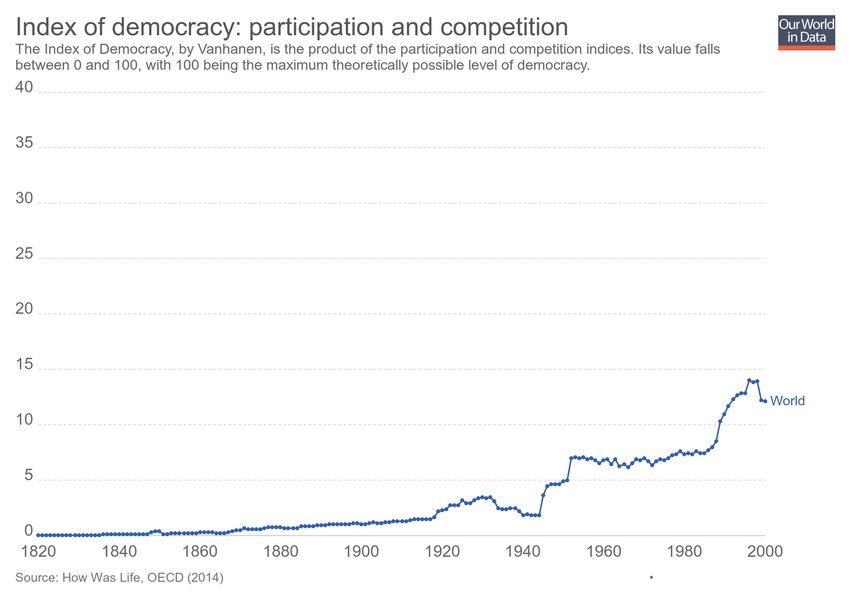 Index of democracy: participation and competition
Our World
in Data
The Index of Democracy, by Vanhanen, is the product of the participation and competition indices. Its value falls
between 0 and 100, with 100 being the maximum theoretically possible level of democracy.
40
35
30
25
20
15
10
5
0
World
1820 1840 1860 1880 1900 1920 1940 1960 1980 2000
Source: How Was Life, OECD (2014)